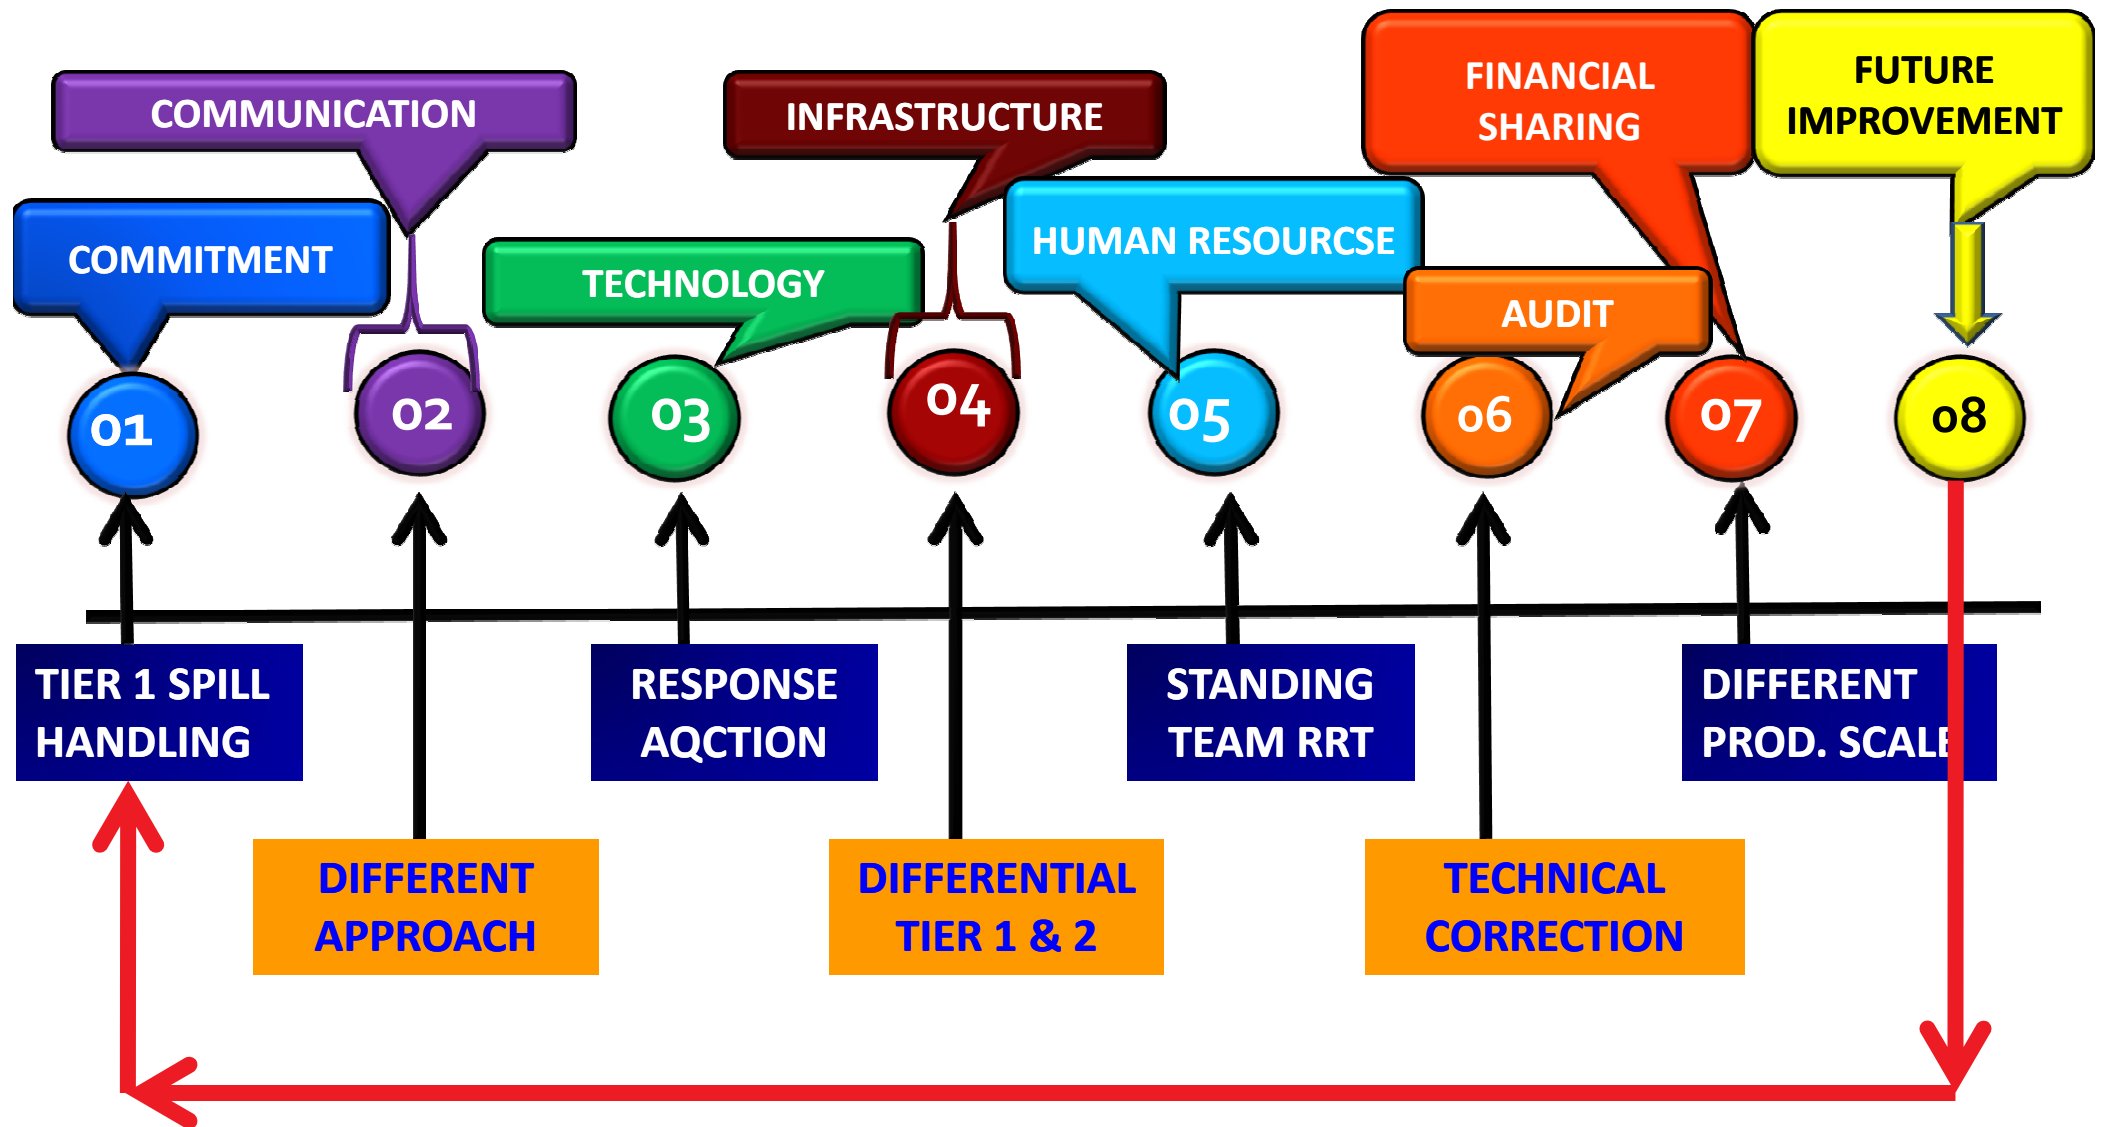 COMMUNICATION
INFRASTRUCTURE
FINANCIAL
SHARING
FUTURE
IMPROVEMENT
COMMITMENT
TECHNOLOGY
HUMAN RESOURCSE
AUDIT
01
02
03
04
05
06
07
08
TIER 1 SPILL
HANDLING
RESPONSE
AQCTION
STANDING
TEAM RRT
DIFFERENT
PROD. SCALE
DIFFERENT
APPROACH
DIFFERENTIAL
TIER 1 & 2
TECHNICAL
CORRECTION